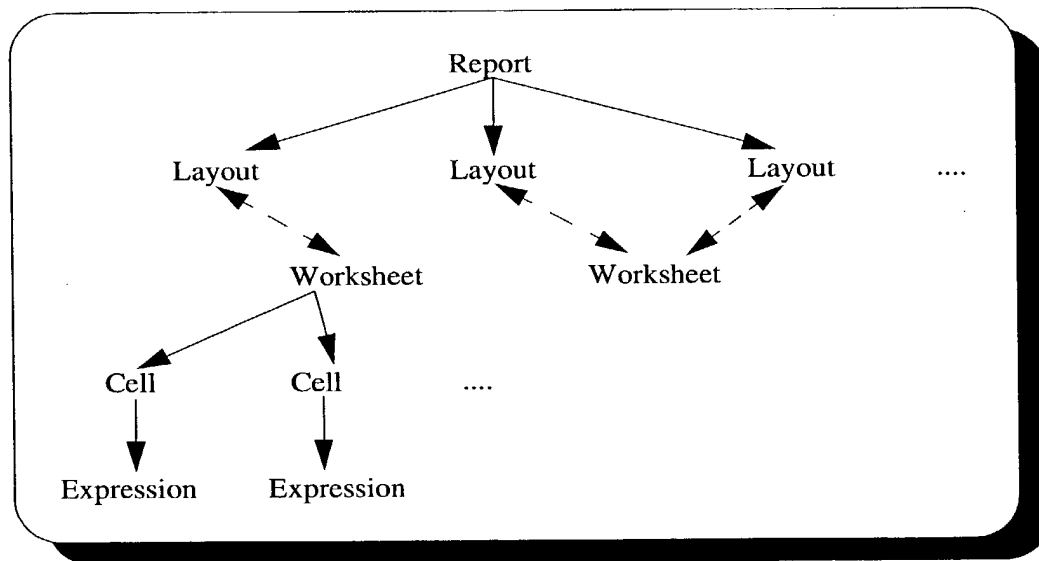 Report
Layout Layout Layout ....
Worksheet Worksheet
Cell Cell ....
Expression Expression